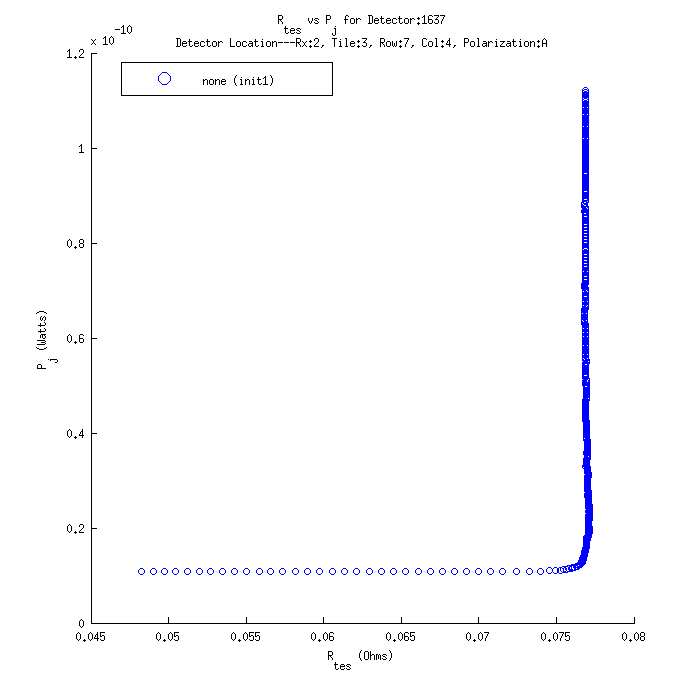 R_tes vs P_j for Detector:1637
Detector Location---Rx:2, Tile:3, Row:7, Col:4, Polarization:A
x 10^-10
none (init1)
1.2
1
0.8
0.6
0.4
0.2
0
P_j (Watts)
0.045 0.05 0.055 0.06 0.065 0.07 0.075 0.08
R_tes (Ohms)